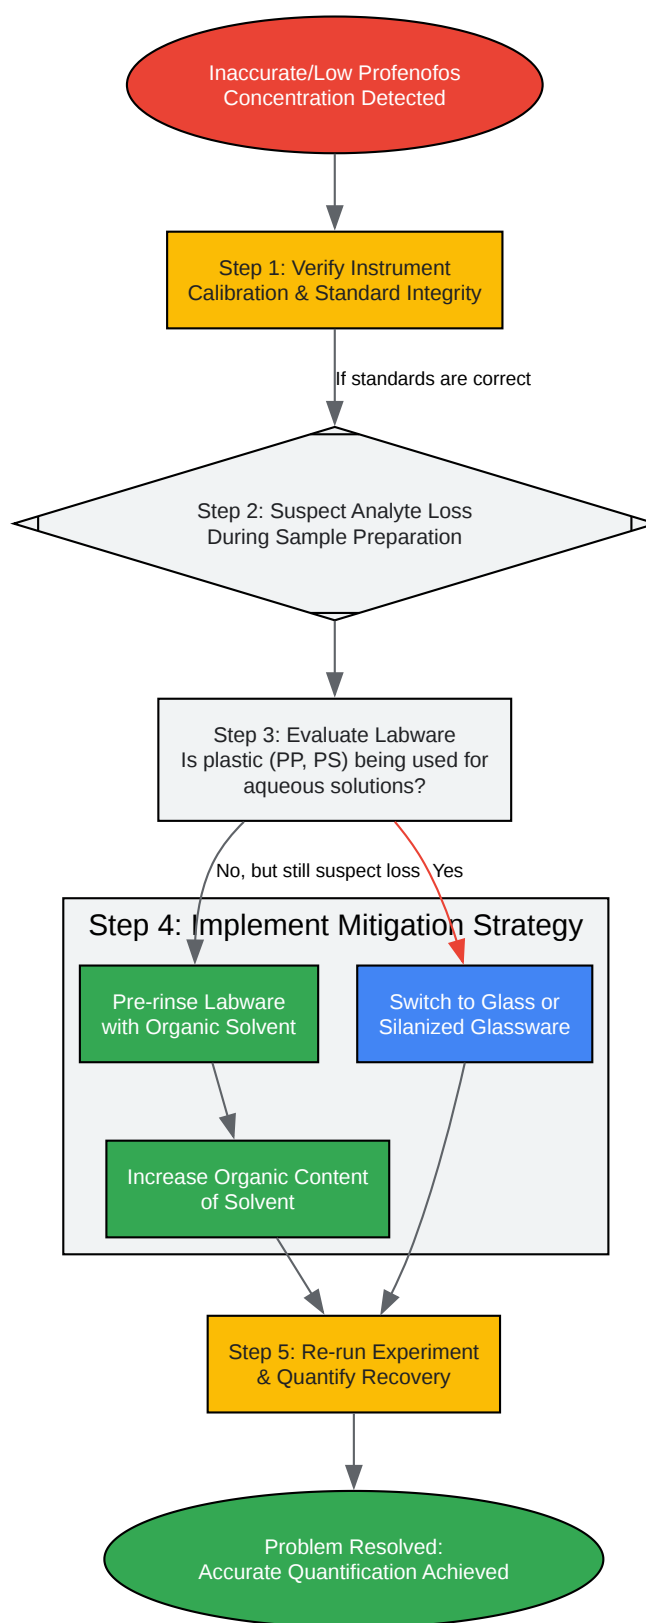 Inaccurate/Low Profenofos
Concentration Detected
Step 1: Verify Instrument
Calibration & Standard Integrity
If standards are correct
Step 2: Suspect Analyte Loss
During Sample Preparation
Step 3: Evaluate Labware
Is plastic (PP, PS) being used for
aqueous solutions?
No, but still suspect loss
Yes
Step 4: Implement Mitigation Strategy
Pre-rinse Labware
with Organic Solvent
Switch to Glass or
Silanized Glassware
Increase Organic Content
of Solvent
Step 5: Re-run Experiment
& Quantify Recovery
Problem Resolved:
Accurate Quantification Achieved